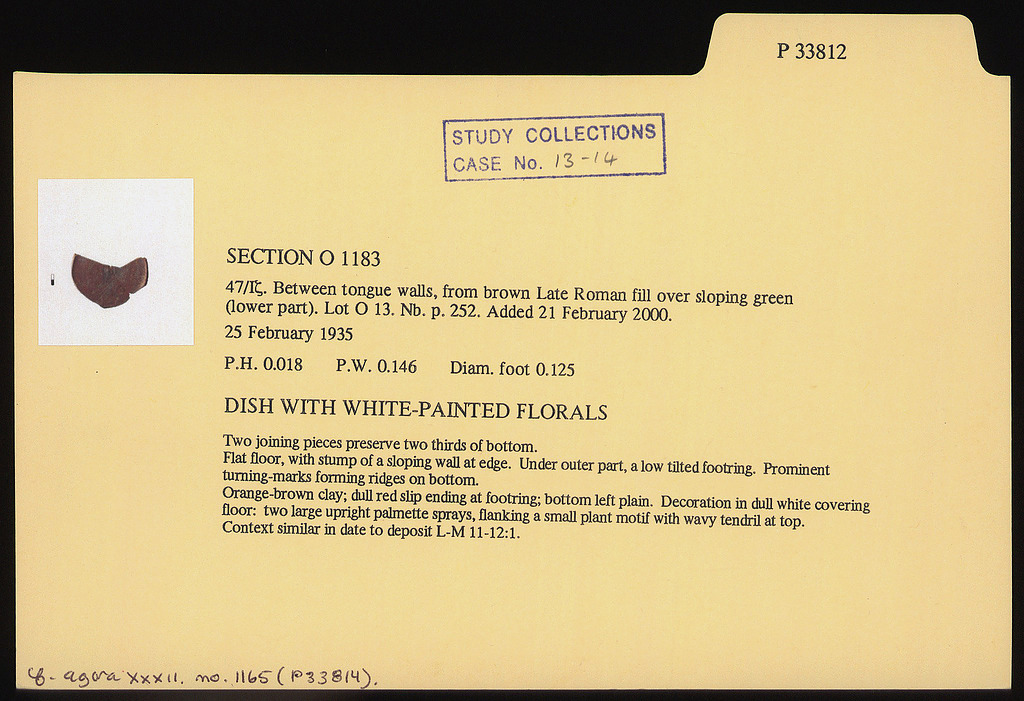 P 33812
STUDY COLLECTIONS
CASE No. 13-14
SECTION O 1183
47/Ιζ. Between tongue walls, from brown Late Roman fill over sloping green
(lower part). Lot O 13. Nb. p. 252. Added 21 February 2000.
25 February 1935
P.H. 0.018 P.W. 0.146 Diam. foot 0.125
DISH WITH WHITE-PAINTED FLORALS
Two joining pieces preserve two thirds of bottom.
Flat floor, with stump of a sloping wall at edge. Under outer part, a low tilted footring. Prominent
turning-marks forming ridges on bottom.
Orange-brown clay; dull red slip ending at footring; bottom left plain. Decoration in dull white covering
floor: two large upright palmette sprays, flanking a small plant motif with wavy tendril at top.
Context similar in date to deposit L-M 11-12:1.
cf. agora XXXII. no. 1165 (P33814).